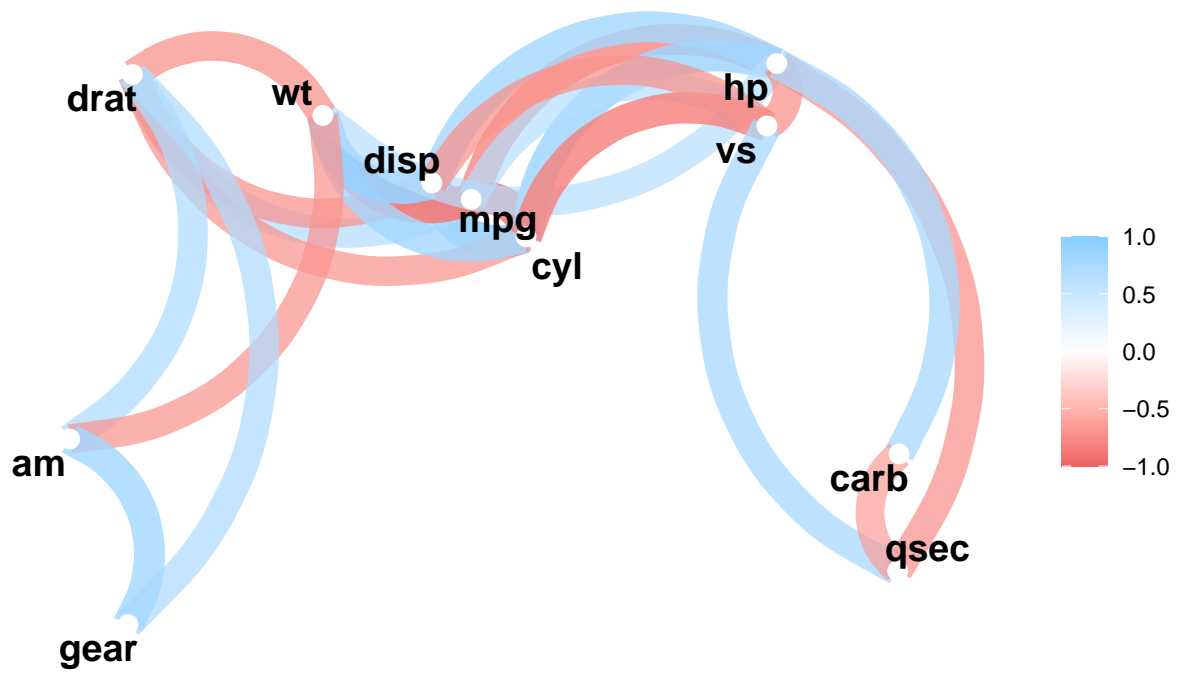 drat
wt
hp
vs
disp
mpg
cyl
am
carb
qsec
gear
1.0
0.5
0.0
−0.5
−1.0